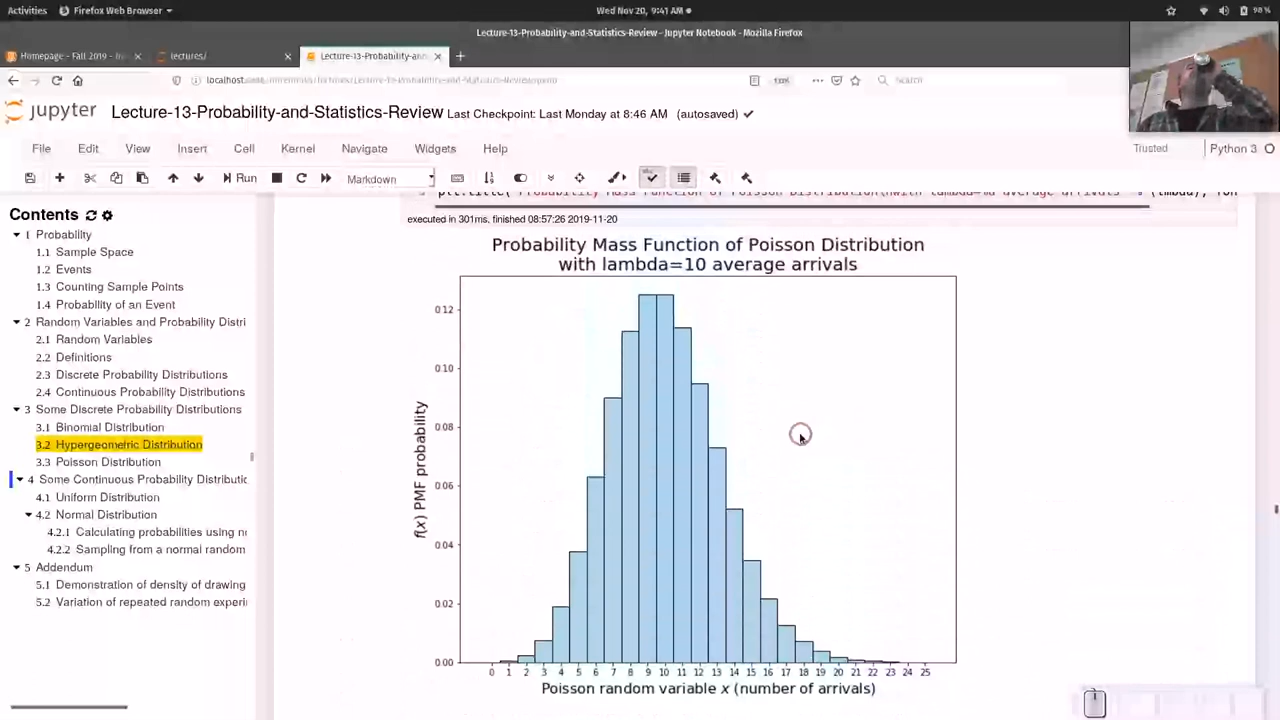 Activities Firefox Web Browser Wed Nov 20, 9:41 AM 98%
Lecture-13-Probability-and-Statistics-Review - Jupyter Notebook - Mozilla Firefox
Homepage - Fall 2019 - lectures/ Lecture-13-Probability-and-
Search
jupyter Lecture-13-Probability-and-Statistics-Review Last Checkpoint: Last Monday at 8:46 AM (autosaved)
File Edit View Insert Cell Kernel Navigate Widgets Help Trusted Python 3
Run Markdown
executed in 301ms, finished 08:57:26 2019-11-20
Contents
1 Probability
1.1 Sample Space
1.2 Events
1.3 Counting Sample Points
1.4 Probability of an Event
2 Random Variables and Probability Distri
2.1 Random Variables
2.2 Definitions
2.3 Discrete Probability Distributions
2.4 Continuous Probability Distributions
3 Some Discrete Probability Distributions
3.1 Binomial Distribution
3.2 Hypergeometric Distribution
3.3 Poisson Distribution
4 Some Continuous Probability Distributic
4.1 Uniform Distribution
4.2 Normal Distribution
4.2.1 Calculating probabilities using n
4.2.2 Sampling from a normal random
5 Addendum
5.1 Demonstration of density of drawing
5.2 Variation of repeated random experi
Probability Mass Function of Poisson Distribution
with lambda=10 average arrivals
f(x) PMF probability
0.12
0.10
0.08
0.06
0.04
0.02
0.00
0 1 2 3 4 5 6 7 8 9 10 11 12 13 14 15 16 17 18 19 20 21 22 23 24 25
Poisson random variable x (number of arrivals)